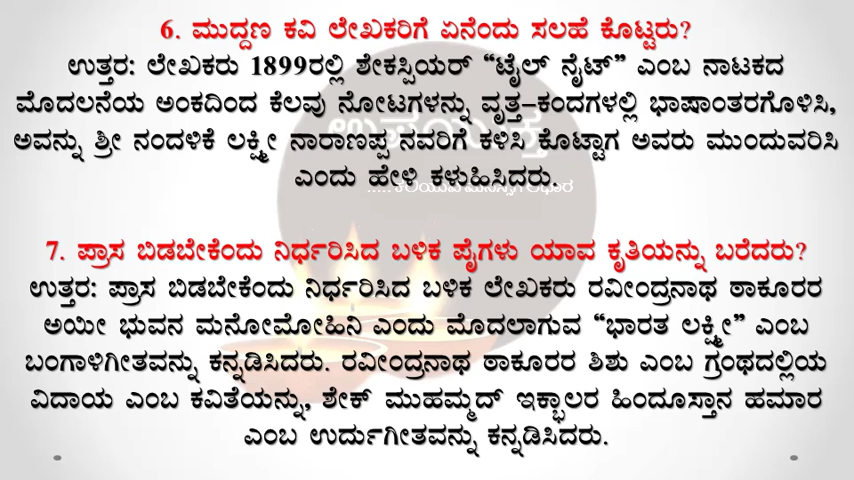 6. ಮುದ್ದಣ ಕವಿ ಲೇಖಕರಿಗೆ ಏನೆಂದು ಸಲಹೆ ಕೊಟ್ಟರು?
ಉತ್ತರ: ಲೇಖಕರು 1899ರಲ್ಲಿ ಶೇಕಸ್ಪಿಯರ್ “ಟೈಲ್ ನೈಟ್” ಎಂಬ ನಾಟಕದ
ಮೊದಲನೆಯ ಅಂಕದಿಂದ ಕೆಲವು ನೋಟಗಳನ್ನು ವೃತ್ತ–ಕಂದಗಳಲ್ಲಿ ಭಾಷಾಂತರಗೊಳಿಸಿ,
ಅವನ್ನು ಶ್ರೀ ನಂದಳಿಕೆ ಲಕ್ಷ್ಮೀ ನಾರಾಣಪ್ಪನವರಿಗೆ ಕಳಿಸಿ ಕೊಟ್ಟಾಗ ಅವರು ಮುಂದುವರಿಸಿ
ಎಂದು ಹೇಳಿ ಕಳುಹಿಸಿದರು.
7. ಪ್ರಾಸ ಬಿಡಬೇಕೆಂದು ನಿರ್ಧರಿಸಿದ ಬಳಿಕ ಪೈಗಳು ಯಾವ ಕೃತಿಯನ್ನು ಬರೆದರು?
ಉತ್ತರ: ಪ್ರಾಸ ಬಿಡಬೇಕೆಂದು ನಿರ್ಧರಿಸಿದ ಬಳಿಕ ಲೇಖಕರು ರವೀಂದ್ರನಾಥ ಠಾಕೂರರ
ಅಯೀ ಭುವನ ಮನೋಮೋಹಿನಿ ಎಂದು ಮೊದಲಾಗುವ “ಭಾರತ ಲಕ್ಷ್ಮೀ” ಎಂಬ
ಬಂಗಾಳಿಗೀತವನ್ನು ಕನ್ನಡಿಸಿದರು. ರವೀಂದ್ರನಾಥ ಠಾಕೂರರ ಶಿಶು ಎಂಬ ಗ್ರಂಥದಲ್ಲಿಯ
ವಿದಾಯ ಎಂಬ ಕವಿತೆಯನ್ನು, ಶೇಕ್ ಮುಹಮ್ಮದ್ ಇಕ್ಬಾಲರ ಹಿಂದೂಸ್ತಾನ ಹಮಾರ
ಎಂಬ ಉರ್ದುಗೀತವನ್ನು ಕನ್ನಡಿಸಿದರು.